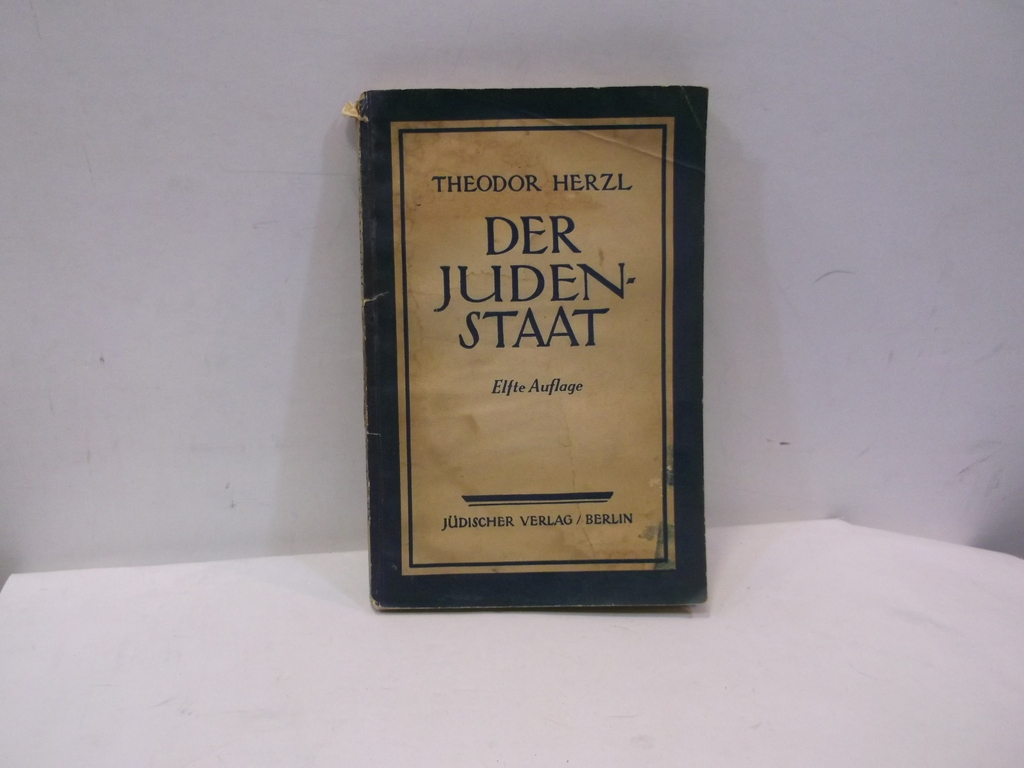 THEODOR HERZL
DER
JUDEN-
STAAT
Elfte Auflage
JÜDISCHER VERLAG / BERLIN